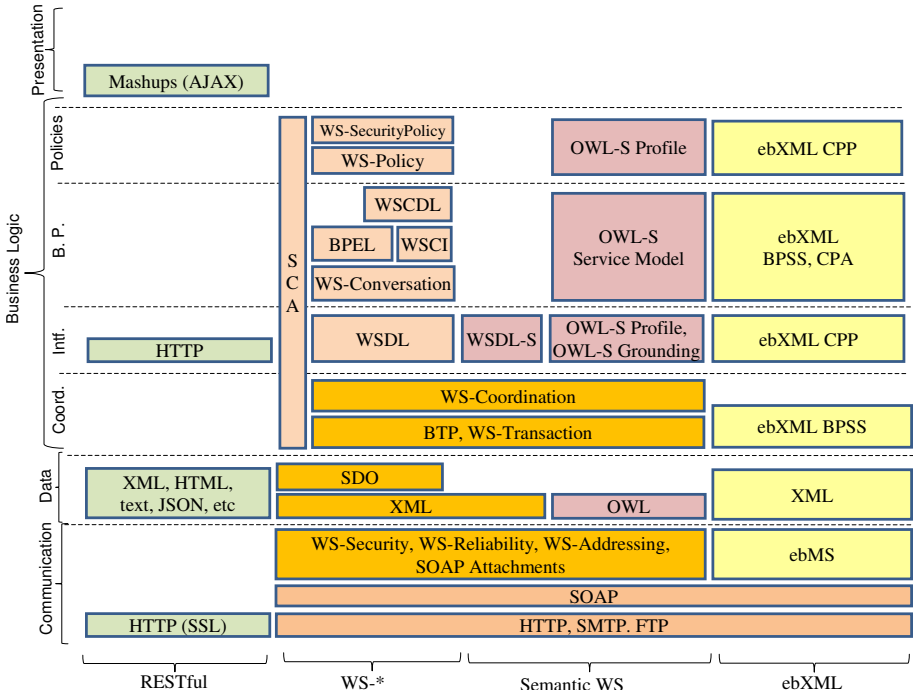 Presentation
Mashups (AJAX)
Business Logic
Policies
WS-SecurityPolicy
WS-Policy
OWL-S Profile
ebXML CPP
B. P.
WSCDL
BPEL
WSCI
WS-Conversation
OWL-S
Service Model
ebXML
BPSS, CPA
S
C
A
Intf.
HTTP
WSDL
WSDL-S
OWL-S Profile,
OWL-S Grounding
ebXML CPP
Coord.
WS-Coordination
BTP, WS-Transaction
ebXML BPSS
Data
XML, HTML,
text, JSON, etc
SDO
XML
OWL
XML
Communication
WS-Security, WS-Reliability, WS-Addressing,
SOAP Attachments
ebMS
SOAP
HTTP (SSL)
HTTP, SMTP. FTP
RESTful
WS-*
Semantic WS
ebXML